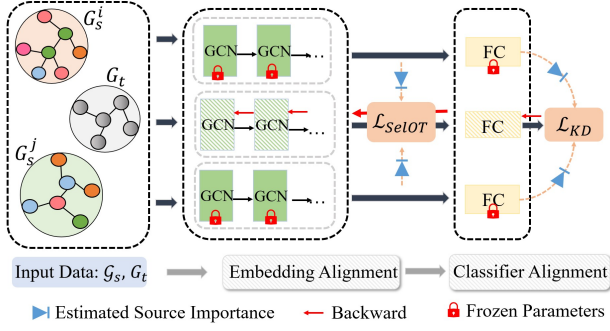 G_s^i
G_t
G_s^j
GCN GCN ...
GCN GCN ...
GCN GCN ...
ℒ_SelOT
FC
FC
FC
ℒ_KD
Input Data: 𝒢_s, G_t
Embedding Alignment
Classifier Alignment
Estimated Source Importance
Backward
Frozen Parameters